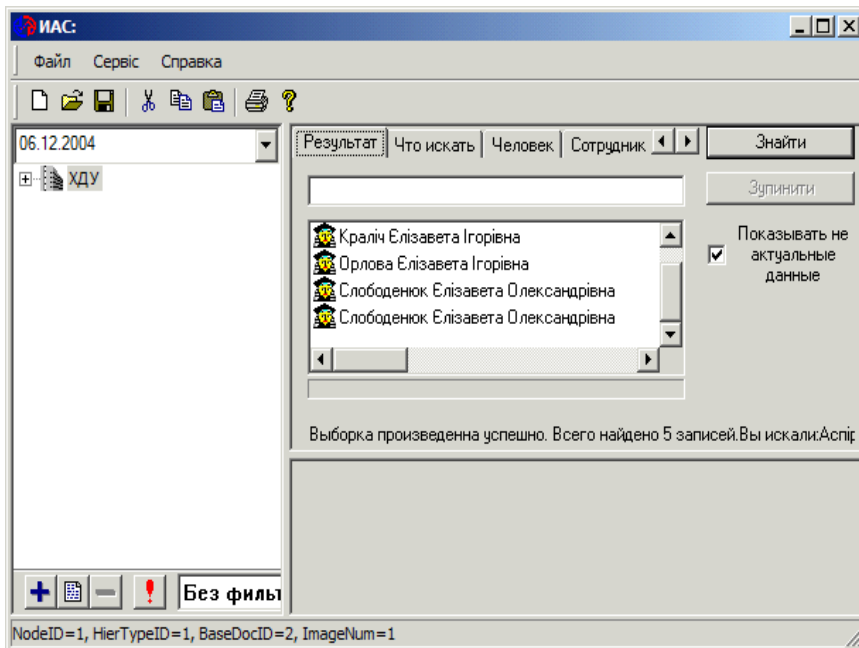 ИАС:
Файл Сервіс Справка
06.12.2004
ХДУ
Результат Что искать Человек Сотрудник
Знайти
Зупинити
Показывать не
актуальные
данные
Краліч Єлізавета Ігорівна
Орлова Єлізавета Ігорівна
Слободенюк Єлізавета Олександрівна
Слободенюк Єлізавета Олександрівна
Выборка произведенна успешно. Всего найдено 5 записей.Вы искали:Аспір
Без фильт
NodeID=1, HierTypeID=1, BaseDocID=2, ImageNum=1